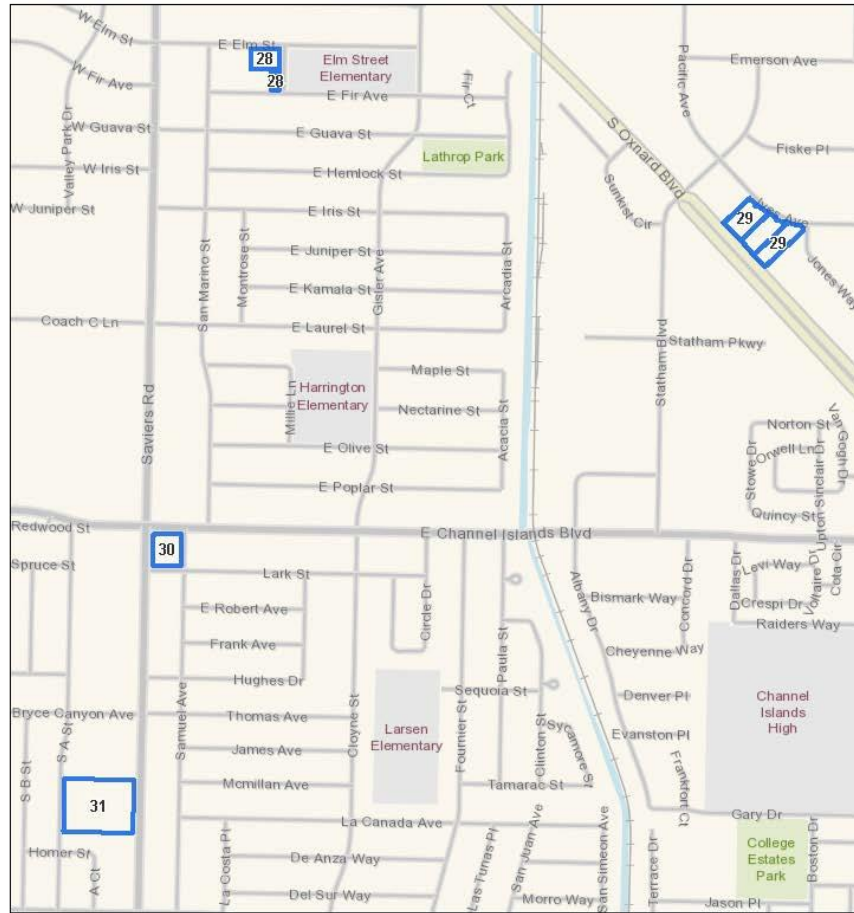 W Elm St
E Elm St
28
Elm Street
Elementary
28
W Fir Ave
E Fir Ave
Fir Ct
Pacific Ave
Emerson Ave
S Oxnard Blvd
W Guava St
E Guava St
Valley Park Dr
Lathrop Park
Fiske Pl
W Iris St
E Hemlock St
Sunkist Cir
W Juniper St
E Iris St
Ives Ave
29
29
San Marino St
Montrose St
E Juniper St
Gisler Ave
Arcadia St
Jones Way
E Kamala St
Coach C Ln
E Laurel St
Statham Blvd
Statham Pkwy
Saviers Rd
Millie Ln
Harrington
Elementary
Maple St
Nectarine St
Acacia St
E Olive St
E Poplar St
Norton St
Van Gogh Dr
Stowe Dr
Orwell Ln
Upton Sinclair Dr
Quincy St
Redwood St
E Channel Islands Blvd
30
Spruce St
Lark St
Circle Dr
Albany Dr
Concord Dr
Dallas Dr
Levi Way
Voltaire Dr
Cota Cir
Crespi Dr
Bismark Way
Raiders Way
E Robert Ave
Frank Ave
Paula St
Cheyenne Way
Hughes Dr
Sequoia St
Denver Pl
Channel
Islands
High
Bryce Canyon Ave
Samuel Ave
Thomas Ave
Cloyne St
Larsen
Elementary
Fournier St
Clinton St
Sycamore St
Evanston Pl
S A St
James Ave
Frankfort Ct
S B St
Mcmillan Ave
Tamarac St
31
La Canada Ave
Gary Dr
Homer St
A Ct
La Costa Pl
De Anza Way
Las Tunas Pl
San Juan Ave
San Simeon Ave
Terrace Dr
College
Estates
Park
Boston Dr
Del Sur Way
Morro Way
Jason Pl